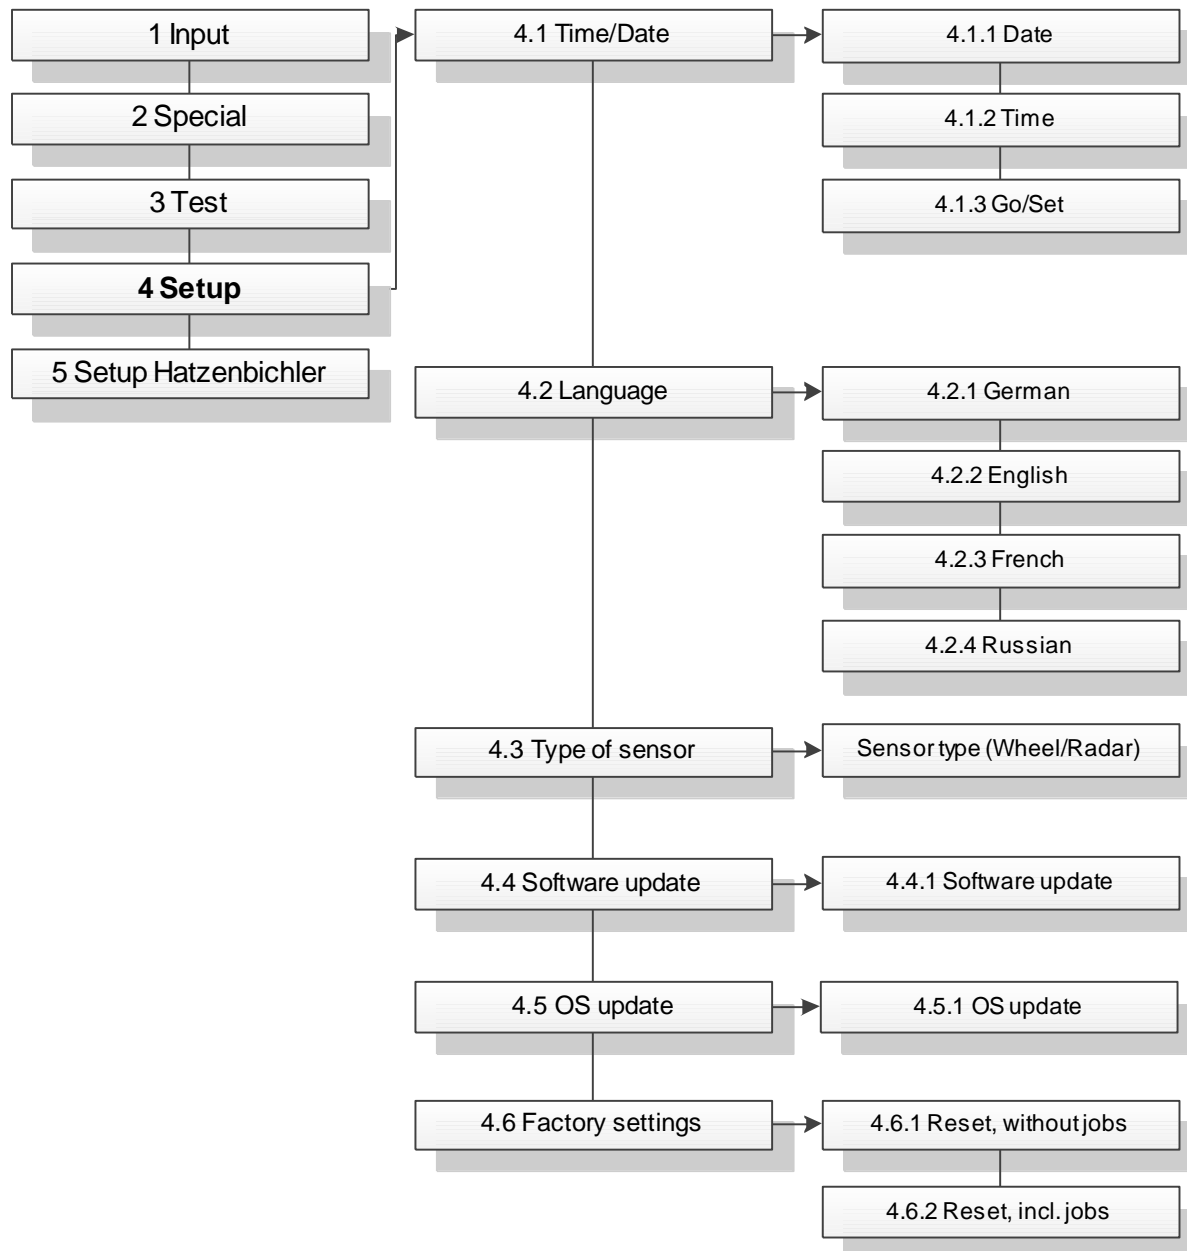 1 Input
2 Special
3 Test
4 Setup
5 Setup Hatzenbichler
4.1 Time/Date
4.1.1 Date
4.1.2 Time
4.1.3 Go/Set
4.2 Language
4.2.1 German
4.2.2 English
4.2.3 French
4.2.4 Russian
4.3 Type of sensor
Sensor type (Wheel/Radar)
4.4 Software update
4.4.1 Software update
4.5 OS update
4.5.1 OS update
4.6 Factory settings
4.6.1 Reset, without jobs
4.6.2 Reset, incl. jobs